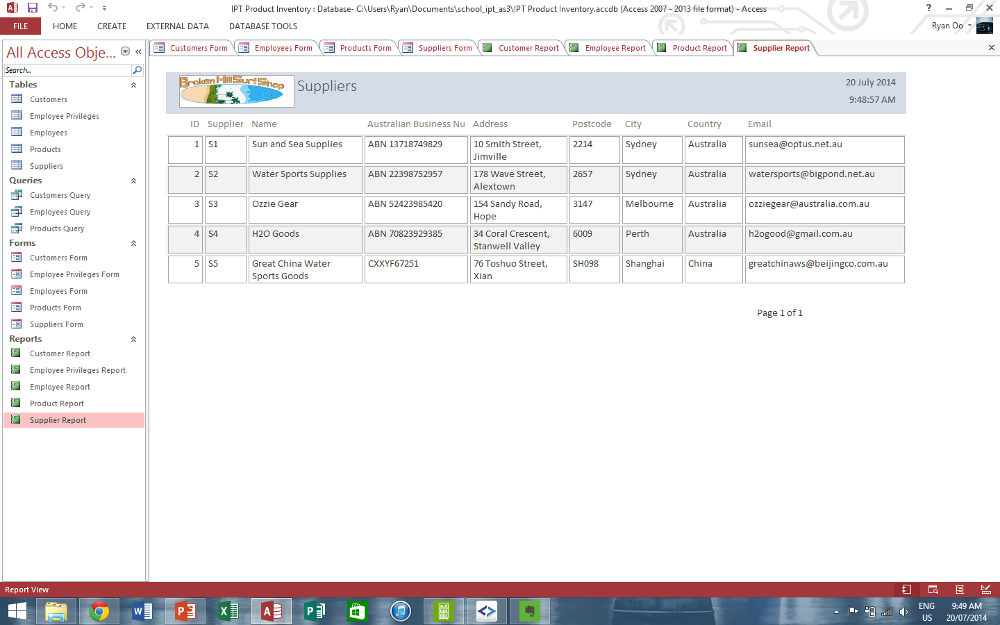 IPT Product Inventory : Database- C:\Users\Ryan\Documents\school_ipt_as3\IPT Product Inventory.accdb (Access 2007 - 2013 file format) - Access
FILE HOME CREATE EXTERNAL DATA DATABASE TOOLS
Ryan Oo
All Access Obje...
Search...
Tables
Customers
Employee Privileges
Employees
Products
Suppliers
Queries
Customers Query
Employees Query
Products Query
Forms
Customers Form
Employee Privileges Form
Employees Form
Products Form
Suppliers Form
Reports
Customer Report
Employee Privileges Report
Employee Report
Product Report
Supplier Report
Customers Form Employees Form Products Form Suppliers Form Customer Report Employee Report Product Report Supplier Report
Broken Hill Surf Shop
Suppliers
20 July 2014
9:48:57 AM
ID Supplier Name Australian Business Nu Address Postcode City Country Email
1 S1 Sun and Sea Supplies ABN 13718749829 10 Smith Street, 2214 Sydney Australia sunsea@optus.net.au
Jimville
2 S2 Water Sports Supplies ABN 22398752957 178 Wave Street, 2657 Sydney Australia watersports@bigpond.net.au
Alextown
3 S3 Ozzie Gear ABN 52423985420 154 Sandy Road, 3147 Melbourne Australia ozziegear@australia.com.au
Hope
4 S4 H2O Goods ABN 70823929385 34 Coral Crescent, 6009 Perth Australia h2ogood@gmail.com.au
Stanwell Valley
5 S5 Great China Water CXXYF67251 76 Toshuo Street, SH098 Shanghai China greatchinaws@beijingco.com.au
Sports Goods Xian
Page 1 of 1
Report View
ENG 9:49 AM
US 20/07/2014